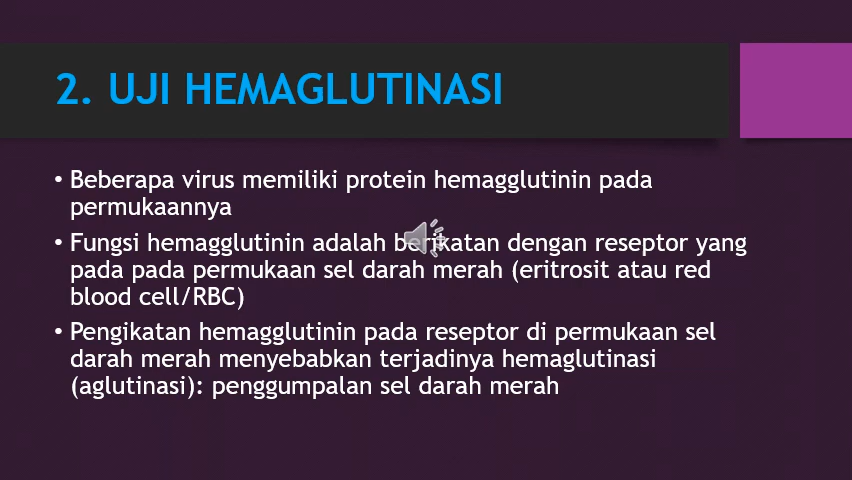 2. UJI HEMAGLUTINASI
• Beberapa virus memiliki protein hemagglutinin pada
permukaannya
• Fungsi hemagglutinin adalah berikatan dengan reseptor yang
pada pada permukaan sel darah merah (eritrosit atau red
blood cell/RBC)
• Pengikatan hemagglutinin pada reseptor di permukaan sel
darah merah menyebabkan terjadinya hemaglutinasi
(aglutinasi): penggumpalan sel darah merah